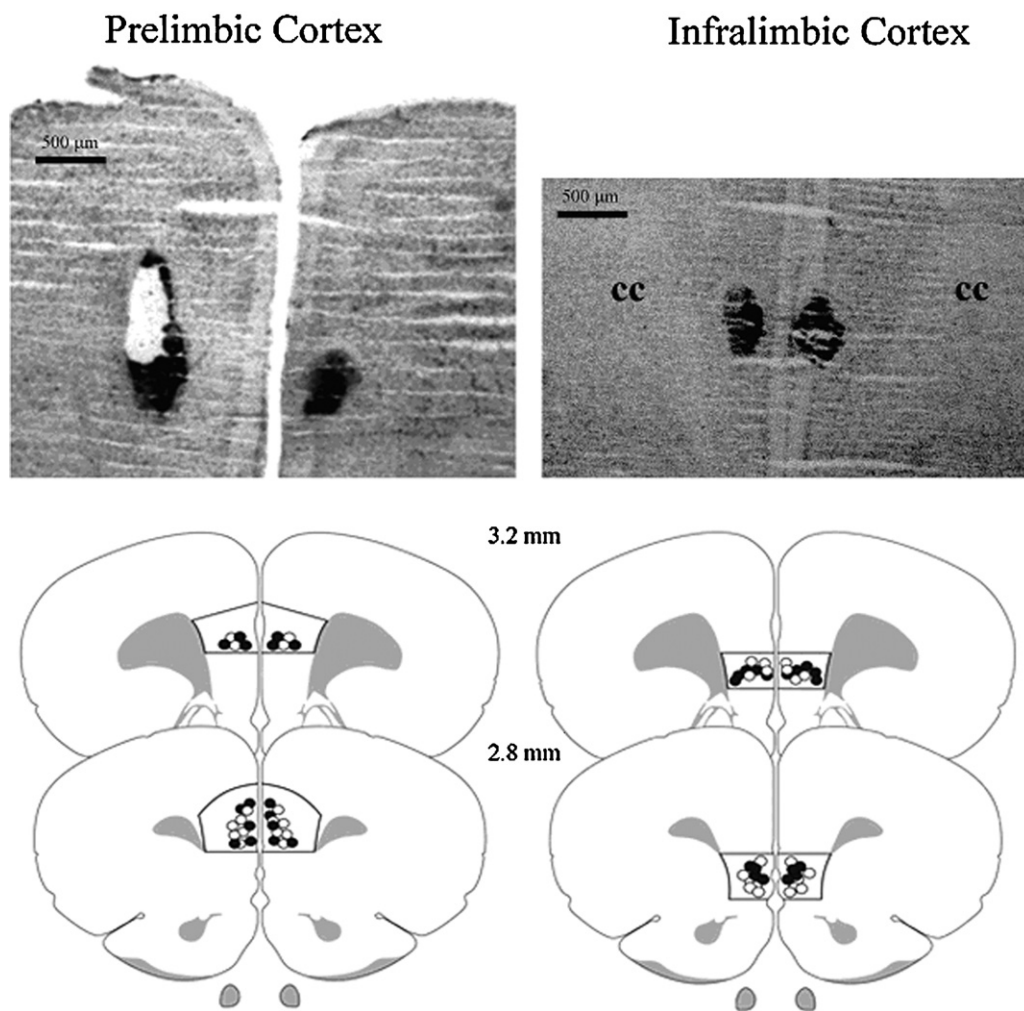 Prelimbic Cortex
Infralimbic Cortex
500 µm
500 µm
cc
cc
3.2 mm
2.8 mm